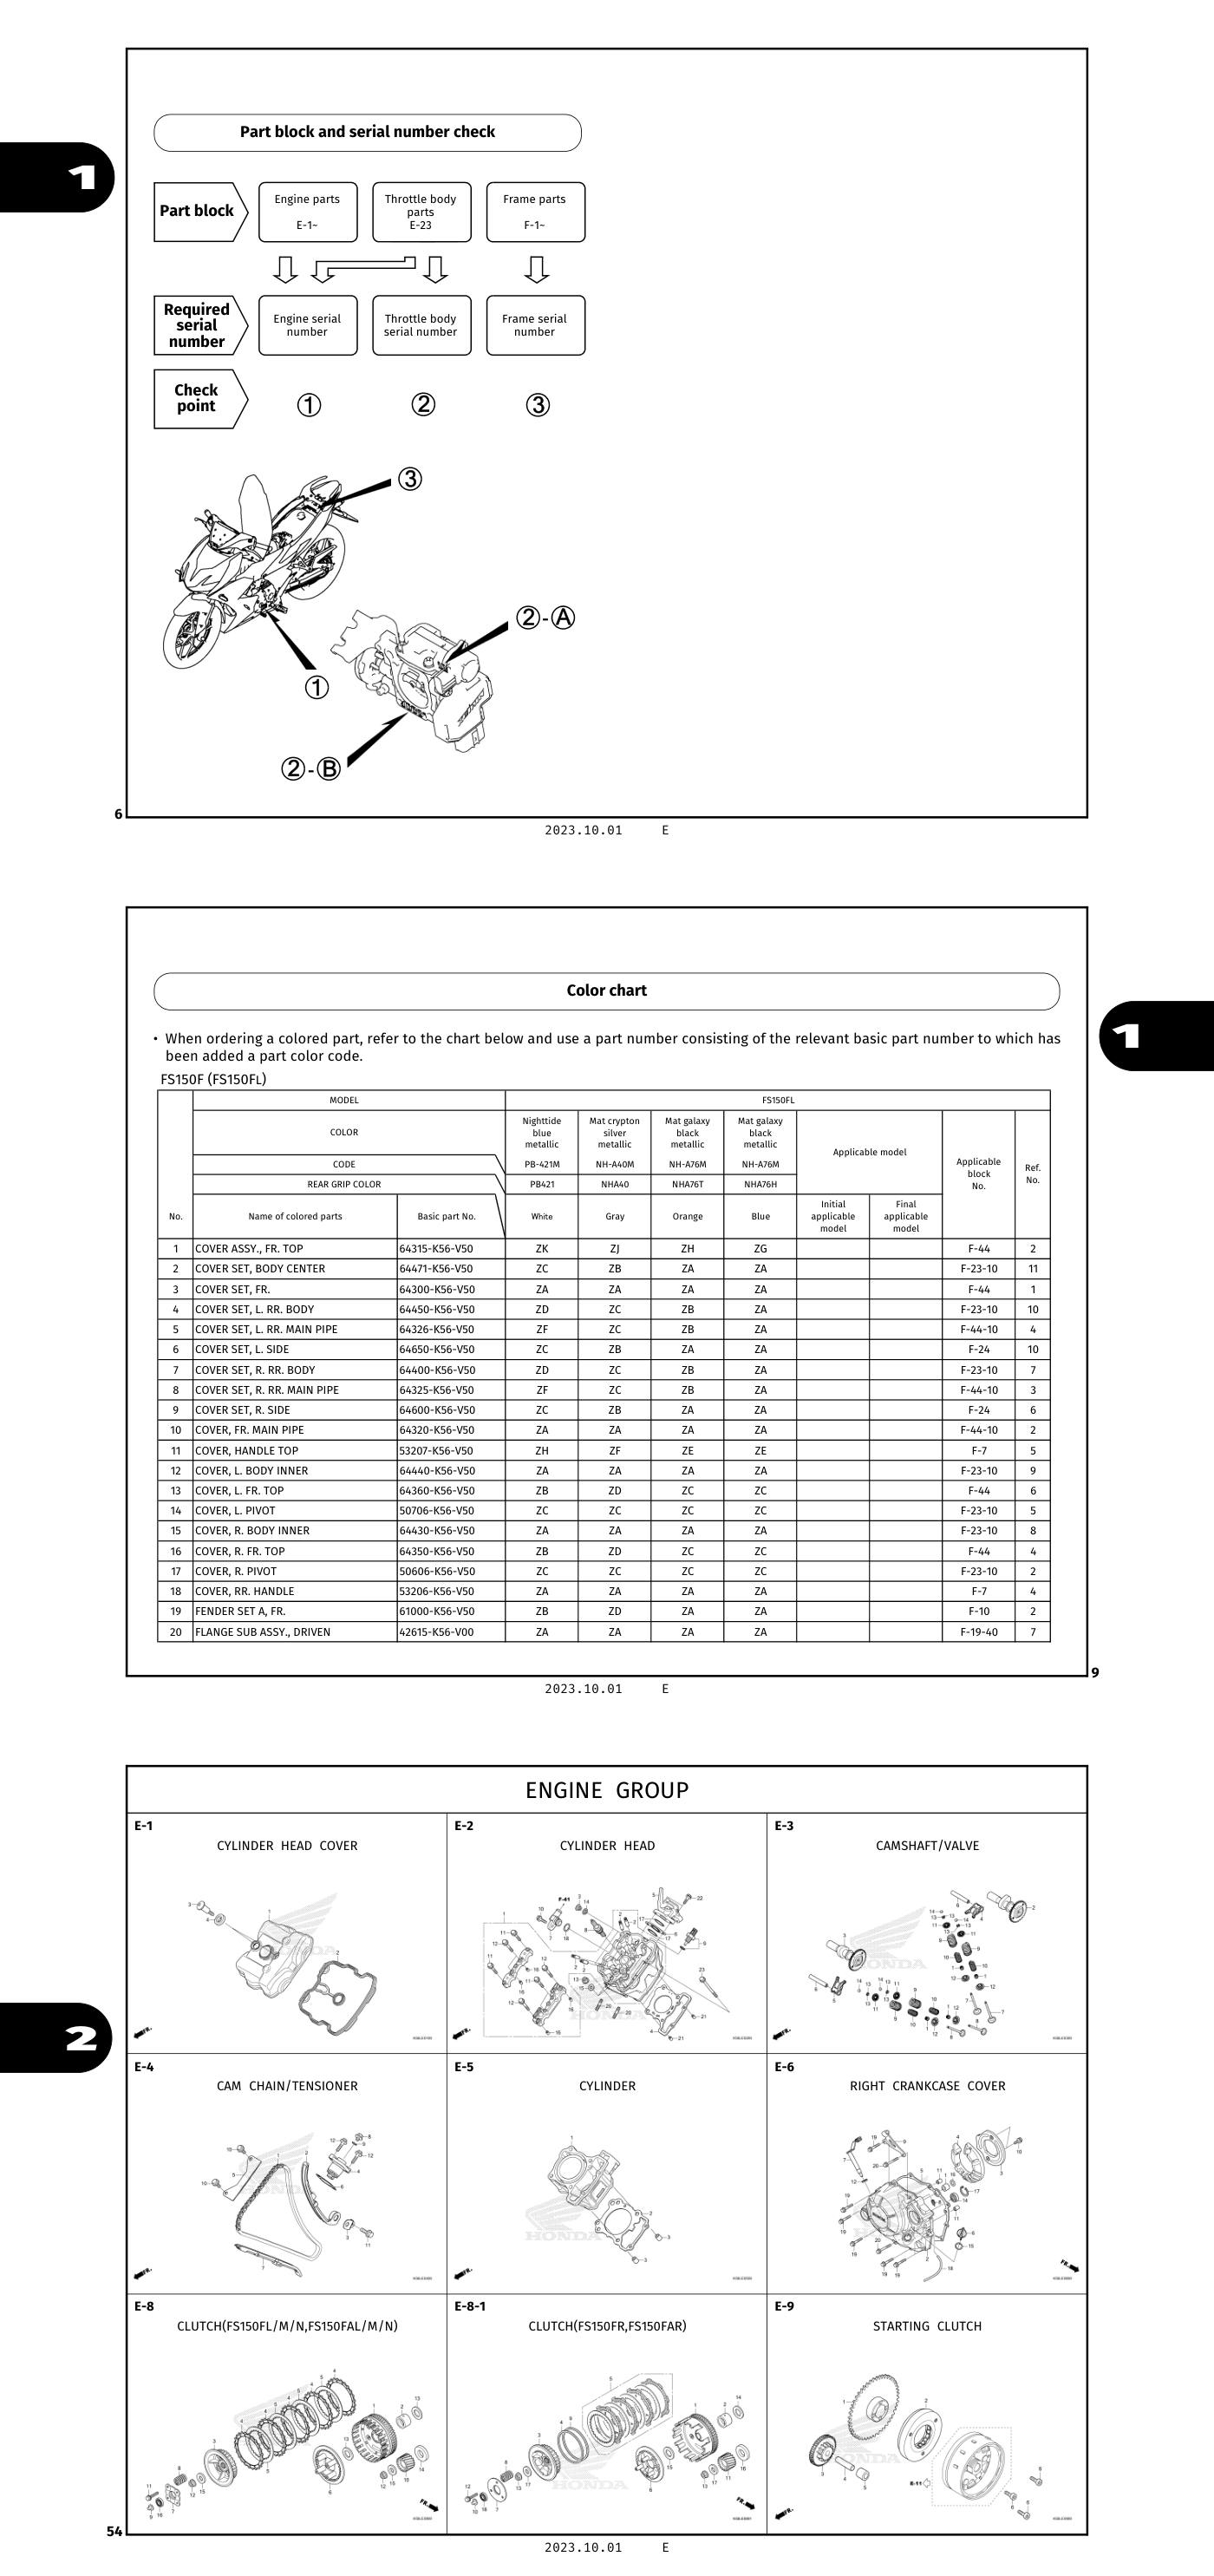 Part block and serial number check
1
Part block
Engine parts
E-1~
Throttle body
parts
E-23
Frame parts
F-1~
Required
serial
number
Engine serial
number
Throttle body
serial number
Frame serial
number
Check
point
① ② ③
③
②-Ⓐ
①
②-Ⓑ
6
2023.10.01 E
Color chart
1
• When ordering a colored part, refer to the chart below and use a part number consisting of the relevant basic part number to which has
been added a part color code.
FS150F (FS150FL)
MODEL FS150FL
COLOR
Nighttide
blue
metallic
Mat crypton
silver
metallic
Mat galaxy
black
metallic
Mat galaxy
black
metallic
Applicable model
Applicable
block
No.
Ref.
No.
CODE PB-421M NH-A40M NH-A76M NH-A76M
REAR GRIP COLOR PB421 NHA40 NHA76T NHA76H
No. Name of colored parts Basic part No. White Gray Orange Blue
Initial
applicable
model
Final
applicable
model
1 COVER ASSY., FR. TOP 64315-K56-V50 ZK ZJ ZH ZG F-44 2
2 COVER SET, BODY CENTER 64471-K56-V50 ZC ZB ZA ZA F-23-10 11
3 COVER SET, FR. 64300-K56-V50 ZA ZA ZA ZA F-44 1
4 COVER SET, L. RR. BODY 64450-K56-V50 ZD ZC ZB ZA F-23-10 10
5 COVER SET, L. RR. MAIN PIPE 64326-K56-V50 ZF ZC ZB ZA F-44-10 4
6 COVER SET, L. SIDE 64650-K56-V50 ZC ZB ZA ZA F-24 10
7 COVER SET, R. RR. BODY 64400-K56-V50 ZD ZC ZB ZA F-23-10 7
8 COVER SET, R. RR. MAIN PIPE 64325-K56-V50 ZF ZC ZB ZA F-44-10 3
9 COVER SET, R. SIDE 64600-K56-V50 ZC ZB ZA ZA F-24 6
10 COVER, FR. MAIN PIPE 64320-K56-V50 ZA ZA ZA ZA F-44-10 2
11 COVER, HANDLE TOP 53207-K56-V50 ZH ZF ZE ZE F-7 5
12 COVER, L. BODY INNER 64440-K56-V50 ZA ZA ZA ZA F-23-10 9
13 COVER, L. FR. TOP 64360-K56-V50 ZB ZD ZC ZC F-44 6
14 COVER, L. PIVOT 50706-K56-V50 ZC ZC ZC ZC F-23-10 5
15 COVER, R. BODY INNER 64430-K56-V50 ZA ZA ZA ZA F-23-10 8
16 COVER, R. FR. TOP 64350-K56-V50 ZB ZD ZC ZC F-44 4
17 COVER, R. PIVOT 50606-K56-V50 ZC ZC ZC ZC F-23-10 2
18 COVER, RR. HANDLE 53206-K56-V50 ZA ZA ZA ZA F-7 4
19 FENDER SET A, FR. 61000-K56-V50 ZB ZD ZA ZA F-10 2
20 FLANGE SUB ASSY., DRIVEN 42615-K56-V00 ZA ZA ZA ZA F-19-40 7
9
2023.10.01 E
ENGINE GROUP
2
E-1
CYLINDER HEAD COVER
HONDA
FR.
E-2
CYLINDER HEAD
F-41
HONDA
FR.
E-3
CAMSHAFT/VALVE
HONDA
FR.
E-4
CAM CHAIN/TENSIONER
HONDA
FR.
E-5
CYLINDER
HONDA
FR.
E-6
RIGHT CRANKCASE COVER
FR.
E-8
CLUTCH(FS150FL/M/N,FS150FAL/M/N)
FR.
E-8-1
CLUTCH(FS150FR,FS150FAR)
HONDA
FR.
E-9
STARTING CLUTCH
HONDA
E-11
FR.
54
2023.10.01 E